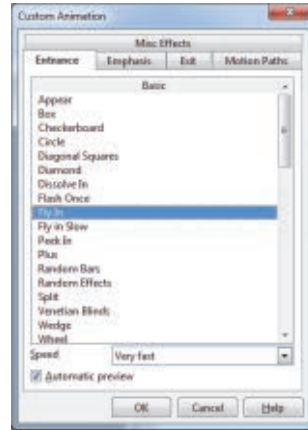 Custom Animation
Misc Effects
Entrance Emphasis Exit Motion Paths
Basic
Appear
Box
Checkerboard
Circle
Diagonal Squares
Diamond
Dissolve In
Flash Once
Fly In
Fly in Slow
Peek In
Plus
Random Bars
Random Effects
Split
Venetian Blinds
Wedge
Wheel
Speed Very fast
Automatic preview
OK Cancel Help